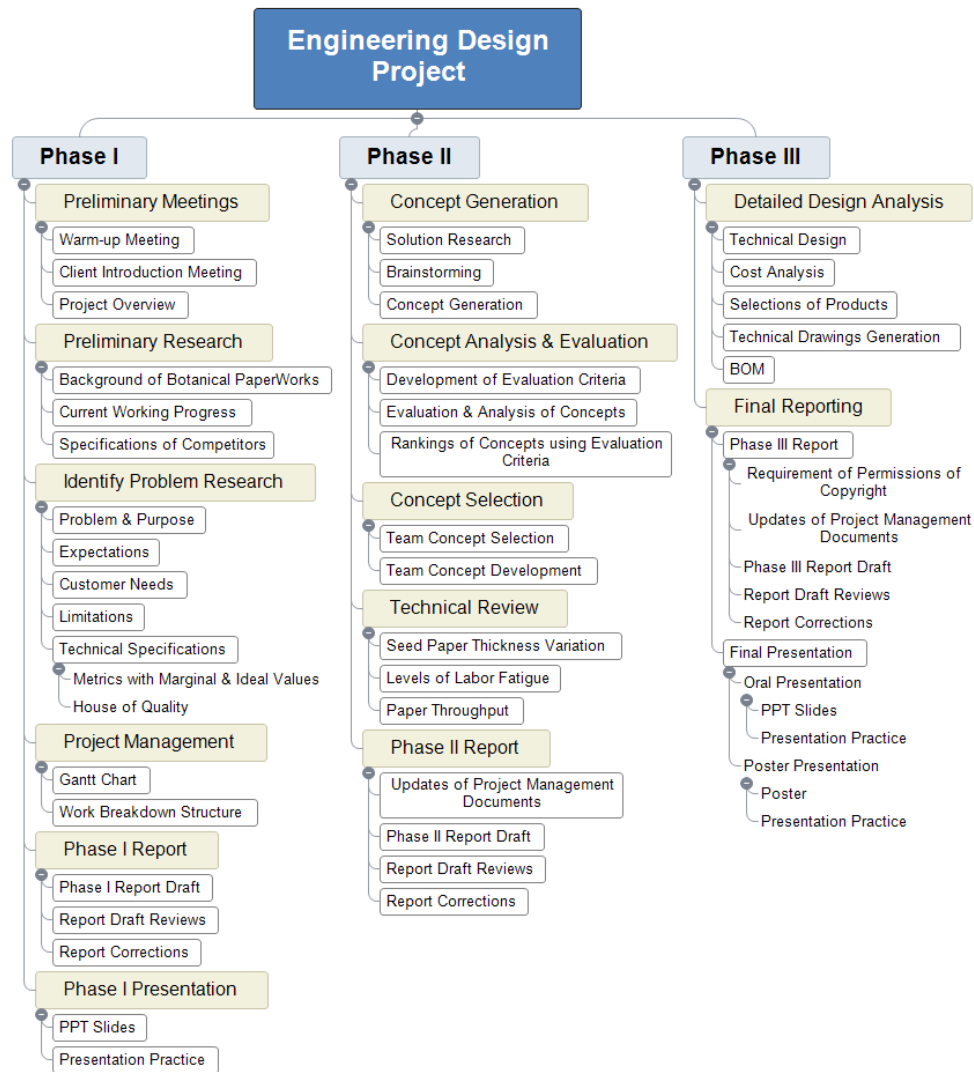 Engineering Design
Project
Phase I
Preliminary Meetings
Warm-up Meeting
Client Introduction Meeting
Project Overview
Preliminary Research
Background of Botanical PaperWorks
Current Working Progress
Specifications of Competitors
Identify Problem Research
Problem & Purpose
Expectations
Customer Needs
Limitations
Technical Specifications
Metrics with Marginal & Ideal Values
House of Quality
Project Management
Gantt Chart
Work Breakdown Structure
Phase I Report
Phase I Report Draft
Report Draft Reviews
Report Corrections
Phase I Presentation
PPT Slides
Presentation Practice
Phase II
Concept Generation
Solution Research
Brainstorming
Concept Generation
Concept Analysis & Evaluation
Development of Evaluation Criteria
Evaluation & Analysis of Concepts
Rankings of Concepts using Evaluation
Criteria
Concept Selection
Team Concept Selection
Team Concept Development
Technical Review
Seed Paper Thickness Variation
Levels of Labor Fatigue
Paper Throughput
Phase II Report
Updates of Project Management
Documents
Phase II Report Draft
Report Draft Reviews
Report Corrections
Phase III
Detailed Design Analysis
Technical Design
Cost Analysis
Selections of Products
Technical Drawings Generation
BOM
Final Reporting
Phase III Report
Requirement of Permissions of
Copyright
Updates of Project Management
Documents
Phase III Report Draft
Report Draft Reviews
Report Corrections
Final Presentation
Oral Presentation
PPT Slides
Presentation Practice
Poster Presentation
Poster
Presentation Practice